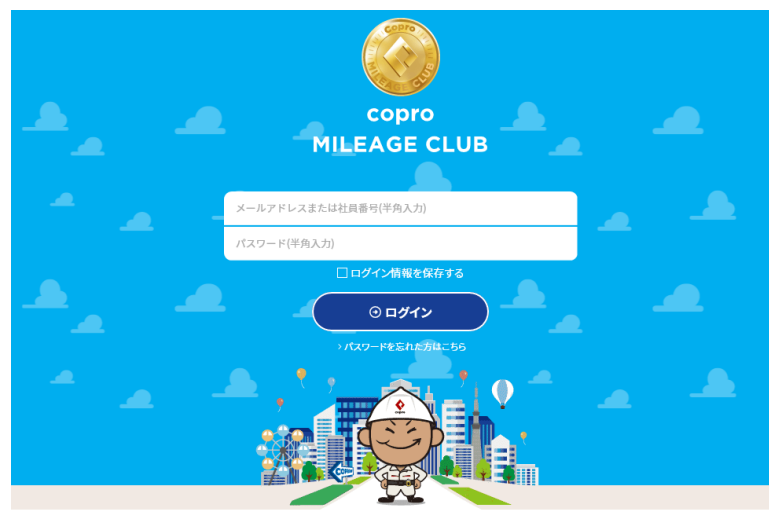 Copro
MILEAGE CLUB
copro
MILEAGE CLUB
メールアドレスまたは社員番号(半角入力)
パスワード(半角入力)
ログイン情報を保存する
ログイン
> パスワードを忘れた方はこちら